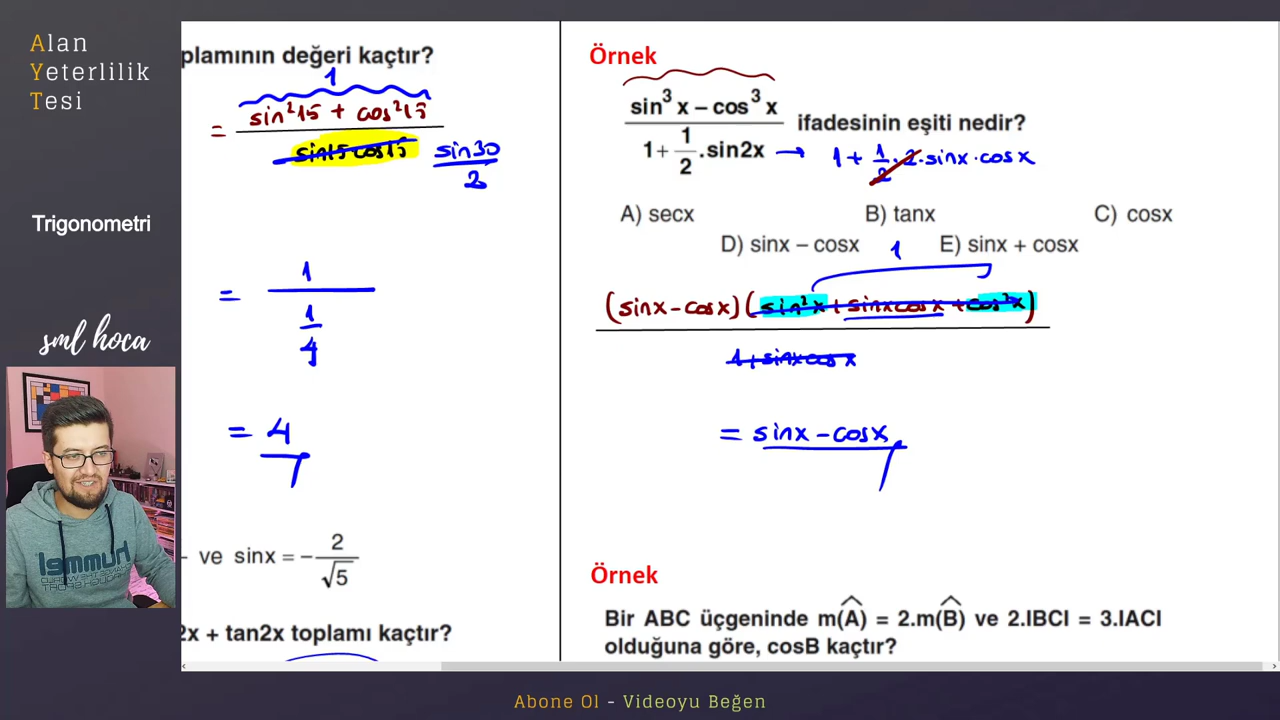 Alan
Yeterlilik
Tesi
Trigonometri
sml hoca
plamının değeri kaçtır?
1
= sin²15 + cos²15
sin15 cos15 sin30
2
= 1
1
4
= 4
ve sinx = - 2
√5
2x + tan2x toplamı kaçtır?
Örnek
sin³x – cos³x
1 + 1/2 . sin2x ifadesinin eşiti nedir?
→ 1 + 1/2 . 2 . sinx . cosx
A) secx B) tanx C) cosx
D) sinx – cosx E) sinx + cosx
1
(sinx - cosx) (sin²x + sinxcosx + cos²x)
1 + sinxcosx
= sinx - cosx
Örnek
Bir ABC üçgeninde m(A) = 2.m(B) ve 2.IBCI = 3.IACI
olduğuna göre, cosB kaçtır?
Abone Ol - Videoyu Beğen